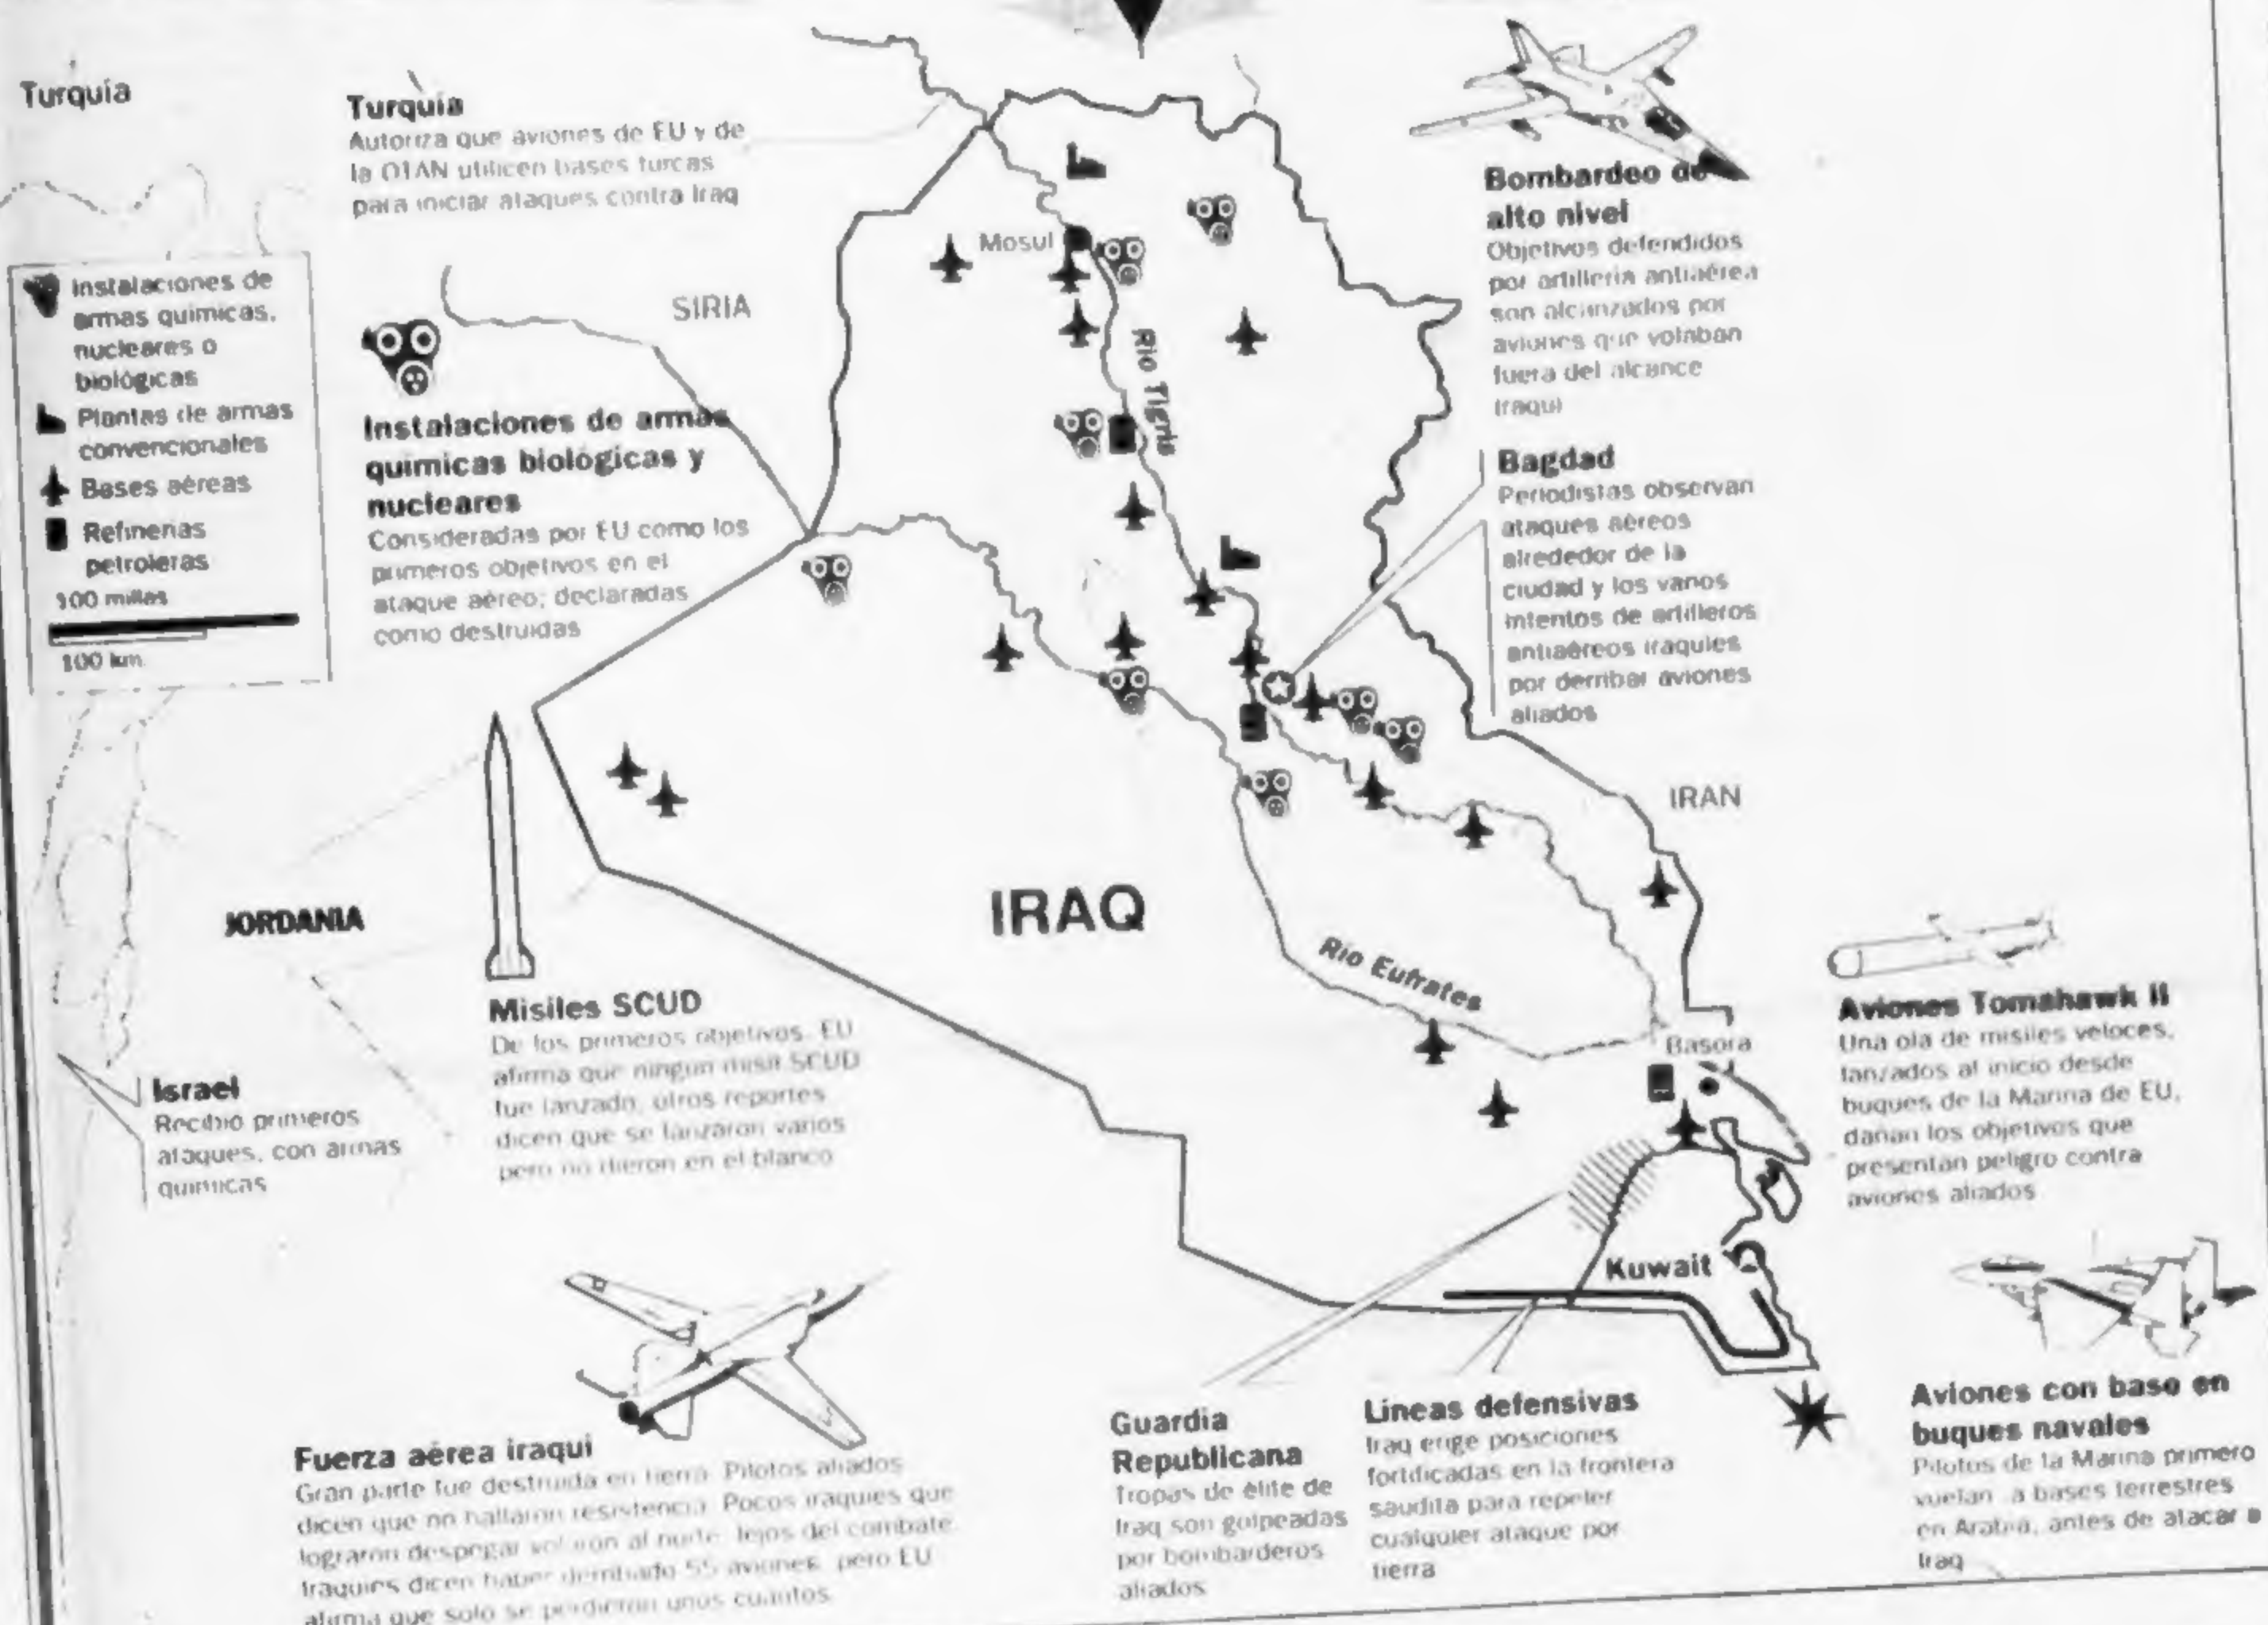 Turquía
Turquía
Autoriza que aviones de EU y de
la OTAN utilicen bases turcas
para iniciar ataques contra Iraq
Instalaciones de
armas químicas,
nucleares o
biológicas
Plantas de armas
convencionales
Bases aéreas
Refinerías
petroleras
100 millas
100 km.
SIRIA
Instalaciones de armas
químicas biológicas y
nucleares
Consideradas por EU como los
primeros objetivos en el
ataque aéreo; declaradas
como destruidas
Mosul
Río Tigris
Bombardeo de
alto nivel
Objetivos defendidos
por artillería antiaérea
son alcanzados por
aviones que volaban
fuera del alcance
iraquí
Bagdad
Periodistas observan
ataques aéreos
alrededor de la
ciudad y los vanos
intentos de artilleros
antiaéreos iraquíes
por derribar aviones
aliados
IRAN
JORDANIA
IRAQ
Río Eufrates
Basora
Kuwait
Misiles SCUD
De los primeros objetivos. EU
afirma que ningún misil SCUD
fue lanzado, otros reportes
dicen que se lanzaron varios
pero no dieron en el blanco
Israel
Recibió primeros
ataques, con armas
químicas
Aviones Tomahawk II
Una ola de misiles veloces,
lanzados al inicio desde
buques de la Marina de EU,
dañan los objetivos que
presentan peligro contra
aviones aliados
Fuerza aérea iraquí
Gran parte fue destruida en tierra. Pilotos aliados
dicen que no hallaron resistencia. Pocos iraquíes que
lograron despegar volaron al norte, lejos del combate.
Iraquíes dicen haber derribado 55 aviones, pero EU
afirma que sólo se perdieron unos cuantos
Guardia
Republicana
Tropas de élite de
Iraq son golpeadas
por bombarderos
aliados
Líneas defensivas
Iraq erige posiciones
fortificadas en la frontera
saudita para repeler
cualquier ataque por
tierra
Aviones con base en
buques navales
Pilotos de la Marina primero
vuelan a bases terrestres
en Arabia, antes de atacar a
Iraq